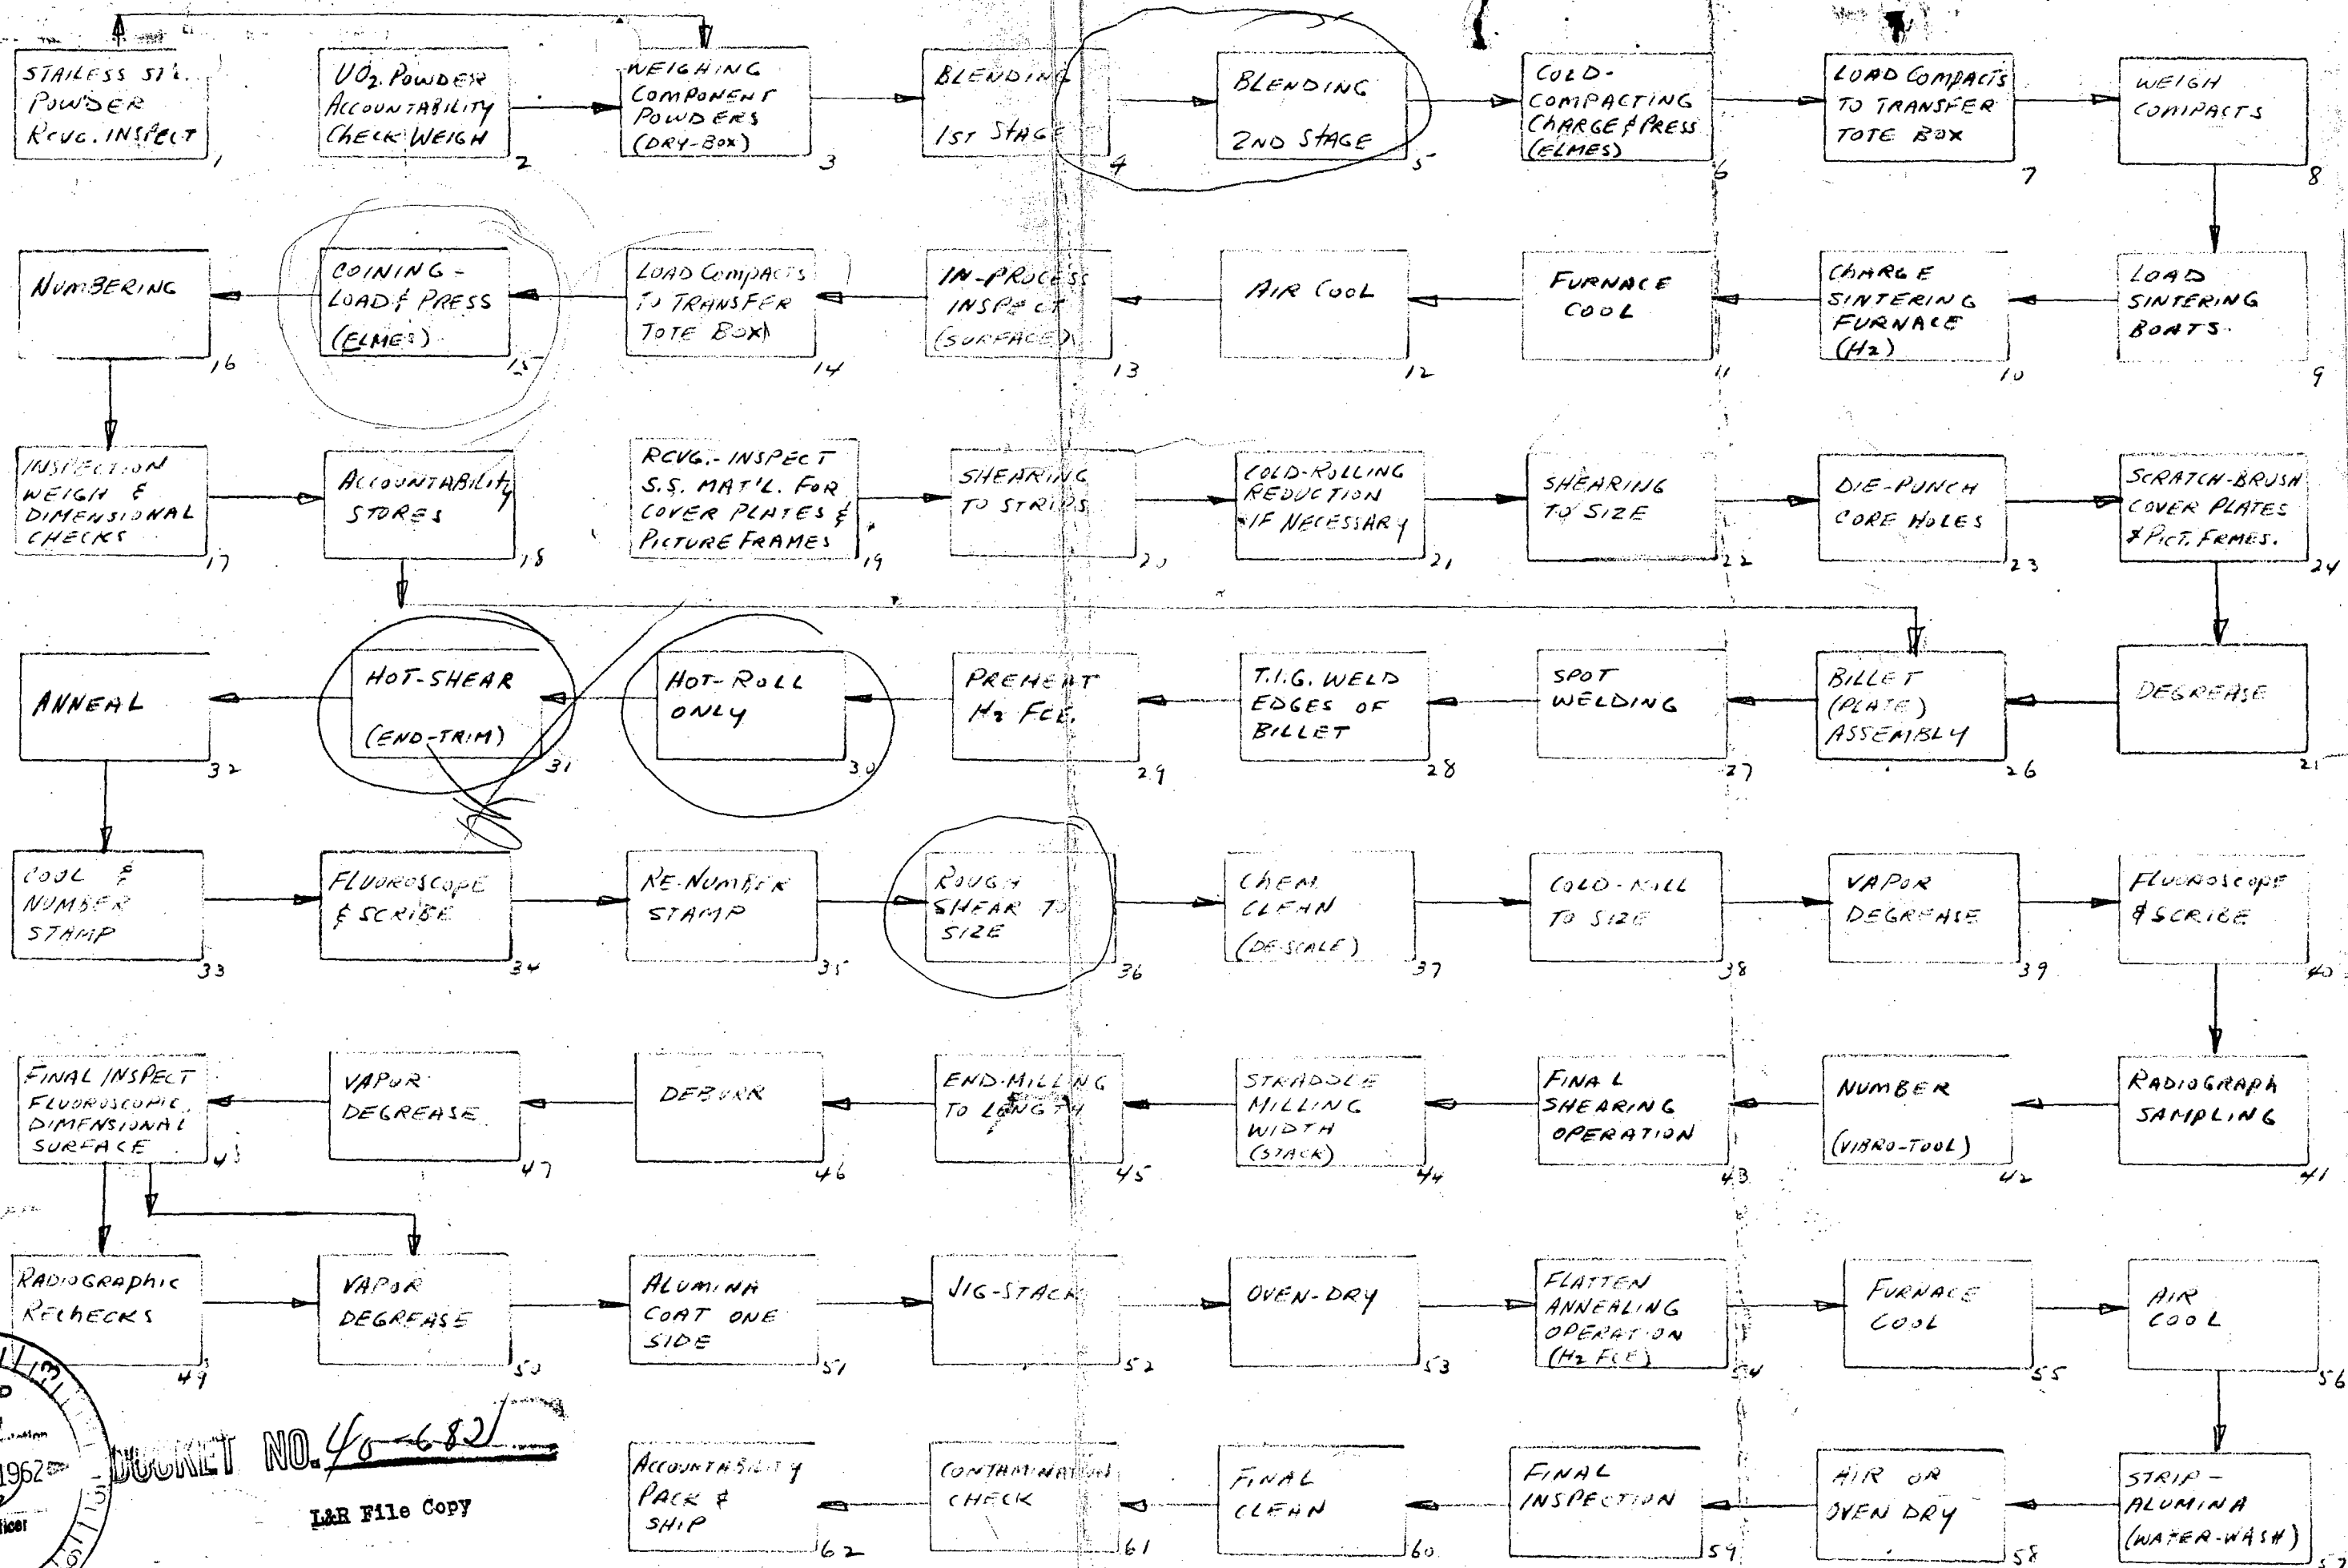 STAILESS STL.
POWDER
RCVG. INSPECT
1
UO2. POWDER
ACCOUNTABILITY
CHECK WEIGH
2
WEIGHING
COMPONENT
POWDERS
(DRY-BOX)
3
BLENDING
1ST STAGE
4
BLENDING
2ND STAGE
5
COLD-
COMPACTING
CHARGE & PRESS
(ELMES)
6
LOAD COMPACTS
TO TRANSFER
TOTE BOX
7
WEIGH
COMPACTS
8
LOAD
SINTERING
BOATS.
9
CHARGE
SINTERING
FURNACE
(H2)
10
FURNACE
COOL
11
AIR COOL
12
IN-PROCESS
INSPECT
(SURFACE)
13
LOAD COMPACTS
TO TRANSFER
TOTE BOX
14
COINING-
LOAD & PRESS
(ELMES)
15
NUMBERING
16
INSPECTION
WEIGH &
DIMENSIONAL
CHECKS
17
ACCOUNTABILITY
STORES
18
RCVG.-INSPECT
S.S. MAT'L. FOR
COVER PLATES &
PICTURE FRAMES
19
SHEARING
TO STRIPS
20
COLD-ROLLING
REDUCTION
IF NECESSARY
21
SHEARING
TO SIZE
22
DIE-PUNCH
CORE HOLES
23
SCRATCH-BRUSH
COVER PLATES
& PICT. FRMES.
24
DEGREASE
BILLET
(PLATE)
ASSEMBLY
26
SPOT
WELDING
27
T.I.G. WELD
EDGES OF
BILLET
28
PREHEAT
H2 FCE.
29
HOT-ROLL
ONLY
30
HOT-SHEAR
(END-TRIM)
31
ANNEAL
32
COOL &
NUMBER
STAMP
33
FLUOROSCOPE
& SCRIBE
34
RE-NUMBER
STAMP
35
ROUGH
SHEAR TO
SIZE
36
CHEM.
CLEAN
(DE-SCALE)
37
COLD-ROLL
TO SIZE
38
VAPOR
DEGREASE
39
FLUOROSCOPE
& SCRIBE
40
RADIOGRAPH
SAMPLING
41
NUMBER
(VIBRO-TOOL)
42
FINAL
SHEARING
OPERATION
43
STRADDLE
MILLING
WIDTH
(STACK)
44
END-MILLING
TO LENGTH
45
DEBURR
46
VAPOR
DEGREASE
47
FINAL INSPECT
FLUOROSCOPIC
DIMENSIONAL
SURFACE
RADIOGRAPHIC
RECHECKS
49
VAPOR
DEGREASE
50
ALUMINA
COAT ONE
SIDE
51
JIG-STACK
52
OVEN-DRY
53
FLATTEN
ANNEALING
OPERATION
(H2 FCE)
54
FURNACE
COOL
55
AIR
COOL
56
STRIP-
ALUMINA
(WATER-WASH)
57
AIR OR
OVEN DRY
58
FINAL
INSPECTION
59
FINAL
CLEAN
60
CONTAMINATION
CHECK
61
ACCOUNTABILITY
PACK &
SHIP
62
1962
DOCKET NO. 40-6821
L&R File Copy